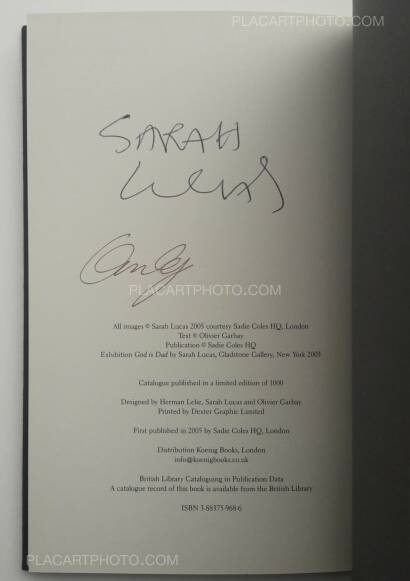 PLACARTPHOTO.COM
SARAH
LUCAS
PLACARTPHOTO.COM
All images © Sarah Lucas 2005 courtesy Sadie Coles HQ, London
Text © Olivier Garbay
Publication © Sadie Coles HQ
Exhibition God is Dad by Sarah Lucas, Gladstone Gallery, New York 2005
Catalogue published in a limited edition of 1000
Designed by Herman Lelie, Sarah Lucas and Olivier Garbay
Printed by Dexter Graphic Limited
First published in 2005 by Sadie Coles HQ, London
Distribution Koenig Books, London
info@koenigbooks.co.uk
British Library Cataloguing in Publication Data
A catalogue record of this book is available from the British Library
ISBN 3-88375-968-6
PLACARTPHOTO.COM